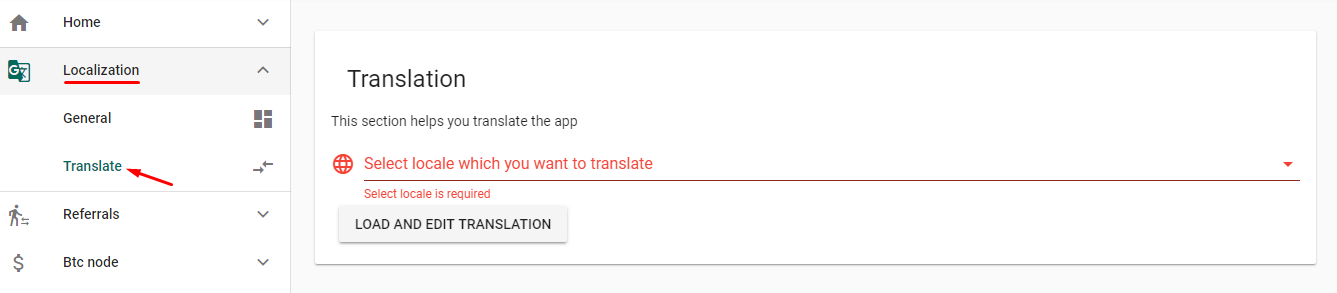 Home
Localization
General
Translate
Referrals
Btc node
Translation
This section helps you translate the app
Select locale which you want to translate
Select locale is required
LOAD AND EDIT TRANSLATION